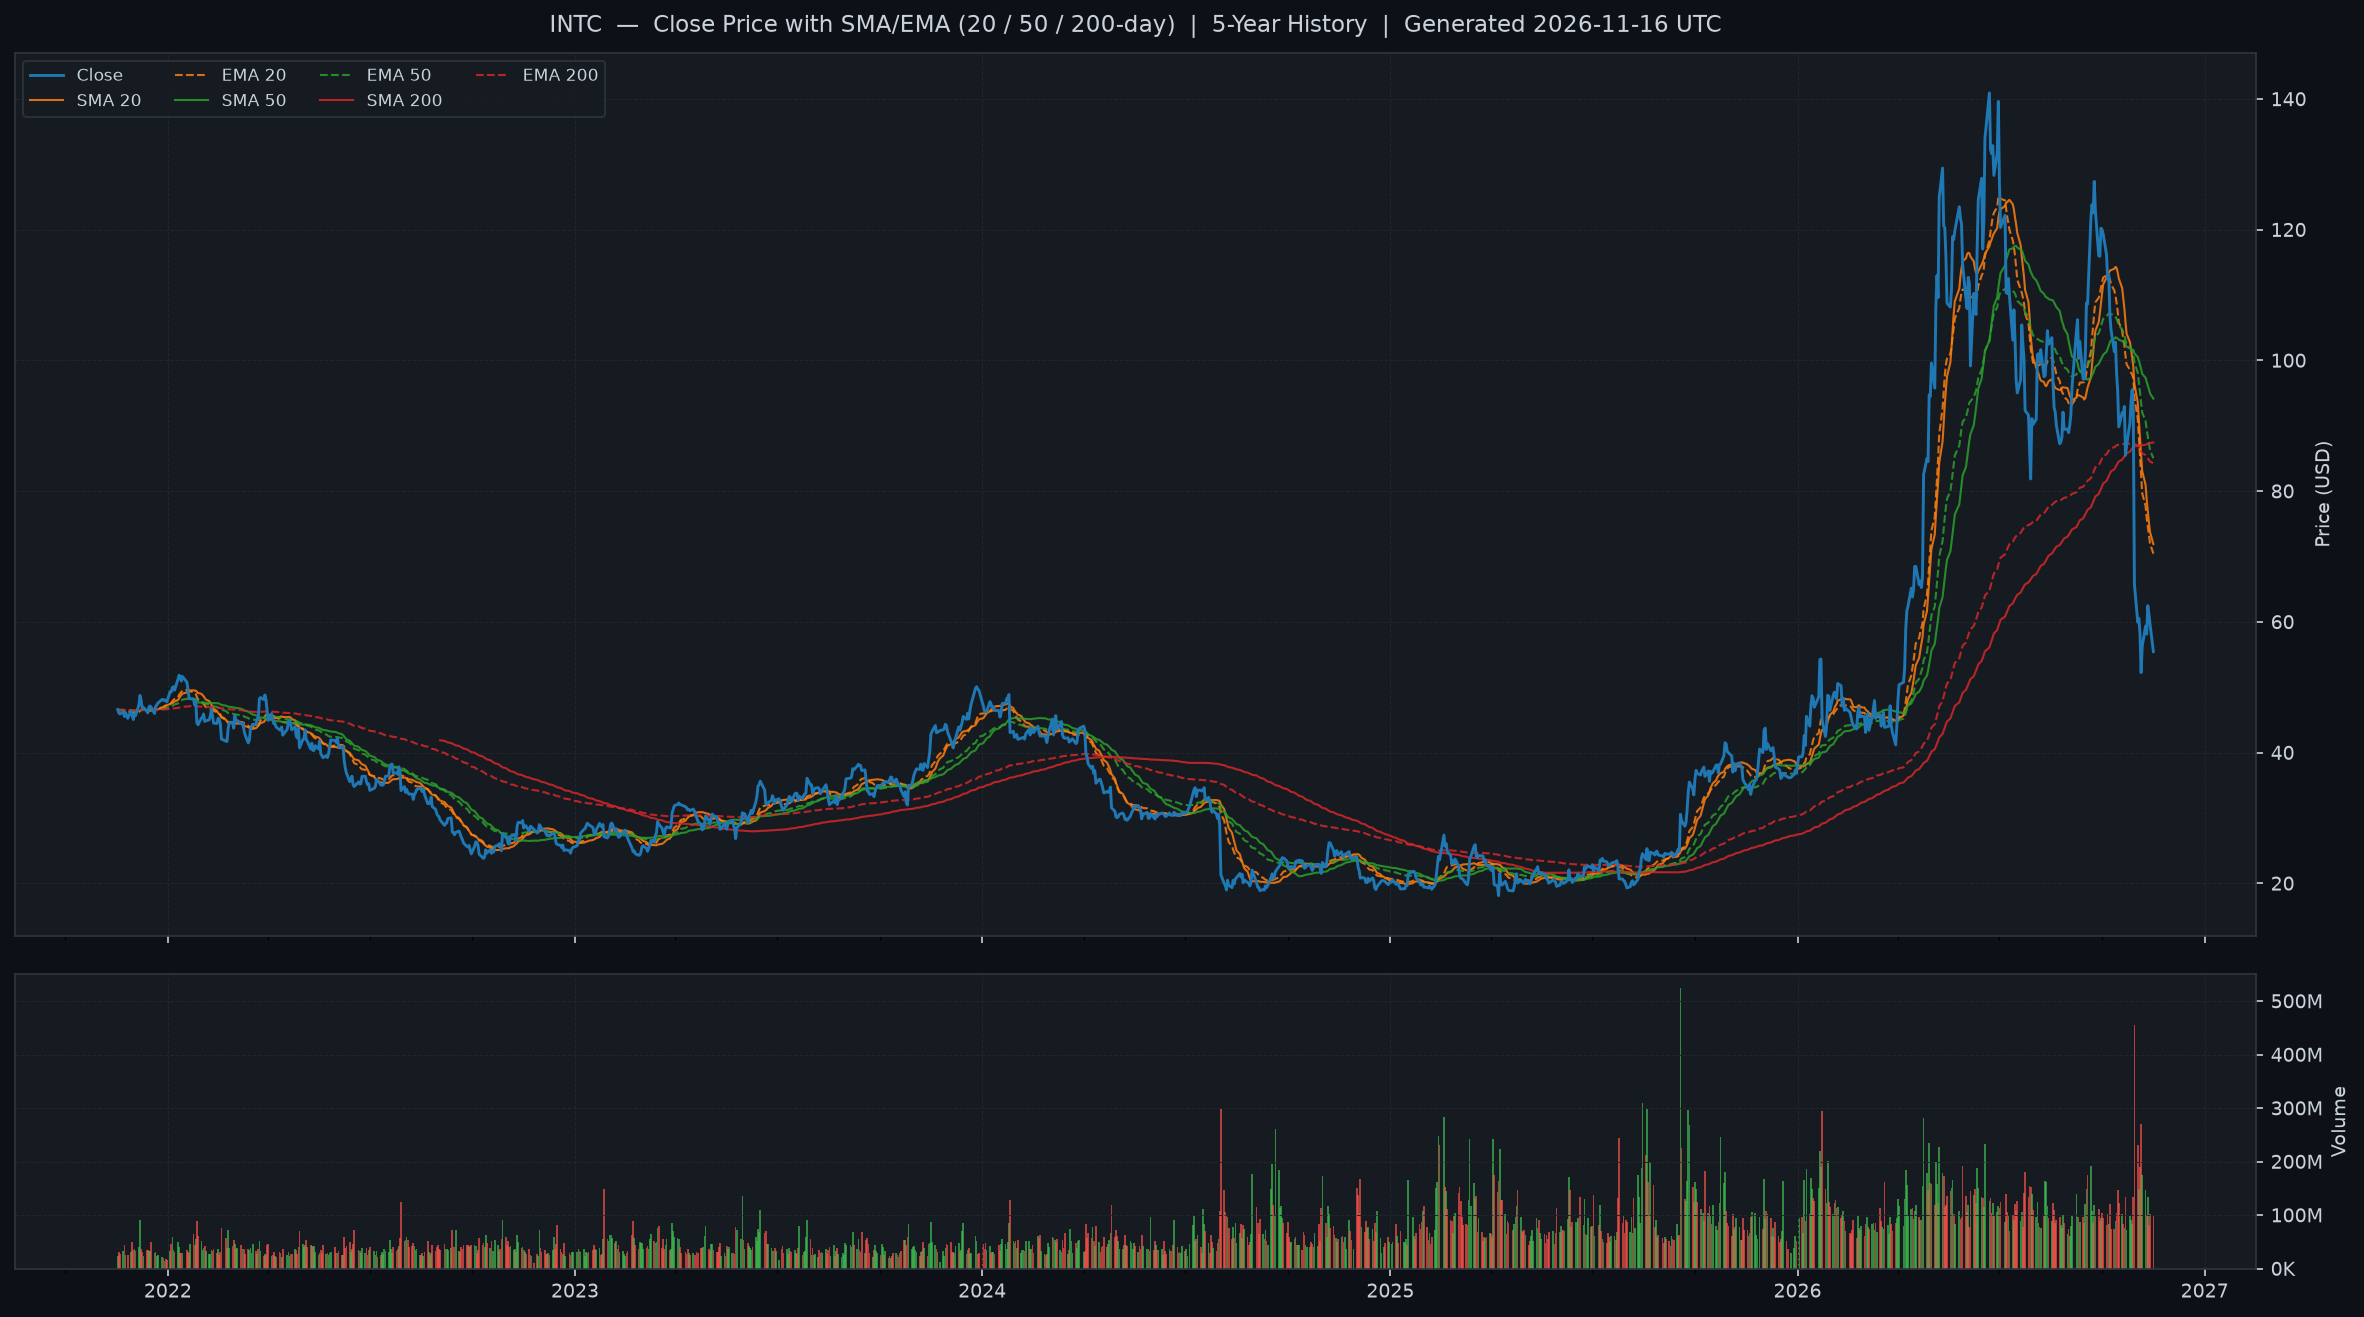 INTC — Close Price with SMA/EMA (20 / 50 / 200-day) | 5-Year History | Generated 2026-11-16 UTC
Close EMA 20 EMA 50 EMA 200
SMA 20 SMA 50 SMA 200
140
120
100
80
60
40
20
Price (USD)
500M
400M
300M
200M
100M
0K
Volume
2022 2023 2024 2025 2026 2027